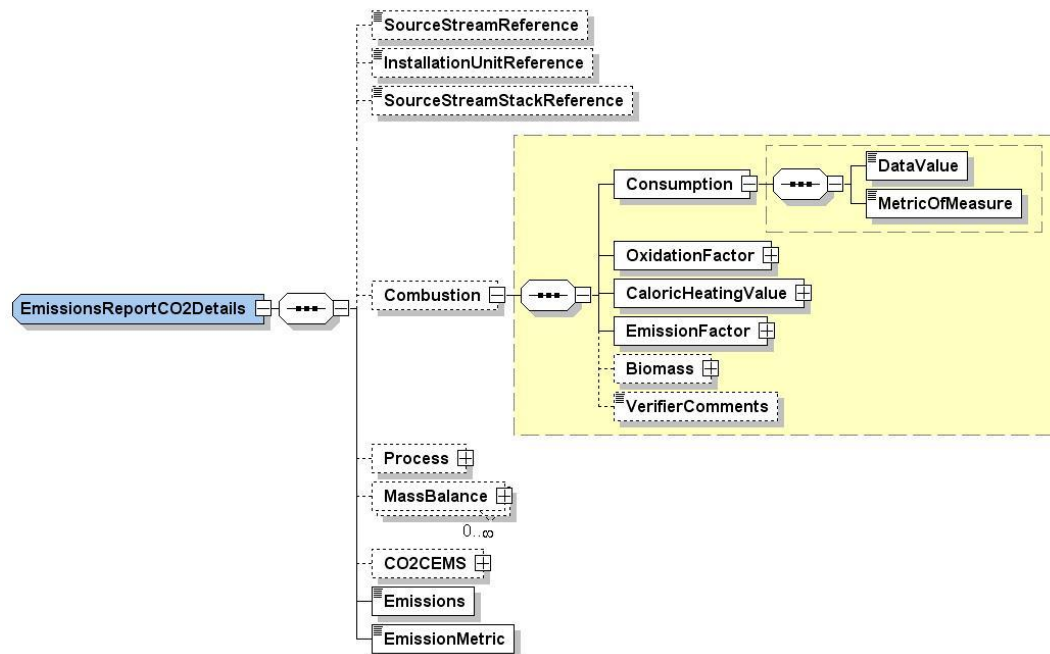 SourceStreamReference
InstallationUnitReference
SourceStreamStackReference
DataValue
Consumption
MetricOfMeasure
OxidationFactor
Combustion
CaloricHeatingValue
EmissionsReportCO2Details
EmissionFactor
Biomass
VerifierComments
Process
MassBalance
0..∞
CO2CEMS
Emissions
EmissionMetric